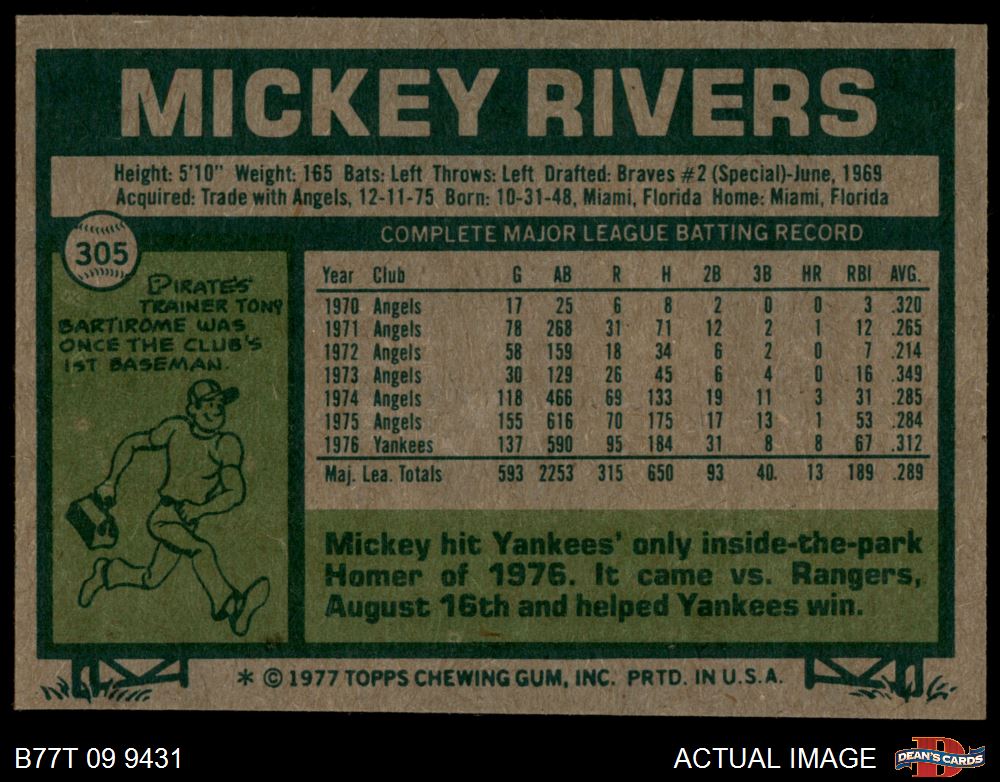 MICKEY RIVERS
Height: 5'10" Weight: 165 Bats: Left Throws: Left Drafted: Braves #2 (Special)-June, 1969
Acquired: Trade with Angels, 12-11-75 Born: 10-31-48, Miami, Florida Home: Miami, Florida
305
PIRATE'S
TRAINER TONY
BARTIROME WAS
ONCE THE CLUB'S
1ST BASEMAN.
COMPLETE MAJOR LEAGUE BATTING RECORD
Year Club G AB R H 2B 3B HR RBI AVG.
1970 Angels 17 25 6 8 2 0 0 3 .320
1971 Angels 78 268 31 71 12 2 1 12 .265
1972 Angels 58 159 18 34 6 2 0 7 .214
1973 Angels 30 129 26 45 6 4 0 16 .349
1974 Angels 118 466 69 133 19 11 3 31 .285
1975 Angels 155 616 70 175 17 13 1 53 .284
1976 Yankees 137 590 95 184 31 8 8 67 .312
Maj. Lea. Totals 593 2253 315 650 93 40. 13 189 .289
Mickey hit Yankees' only inside-the-park
Homer of 1976. It came vs. Rangers,
August 16th and helped Yankees win.
* © 1977 TOPPS CHEWING GUM, INC. PRTD. IN U.S.A.
B77T 09 9431
ACTUAL IMAGE
D
DEAN'S CARDS